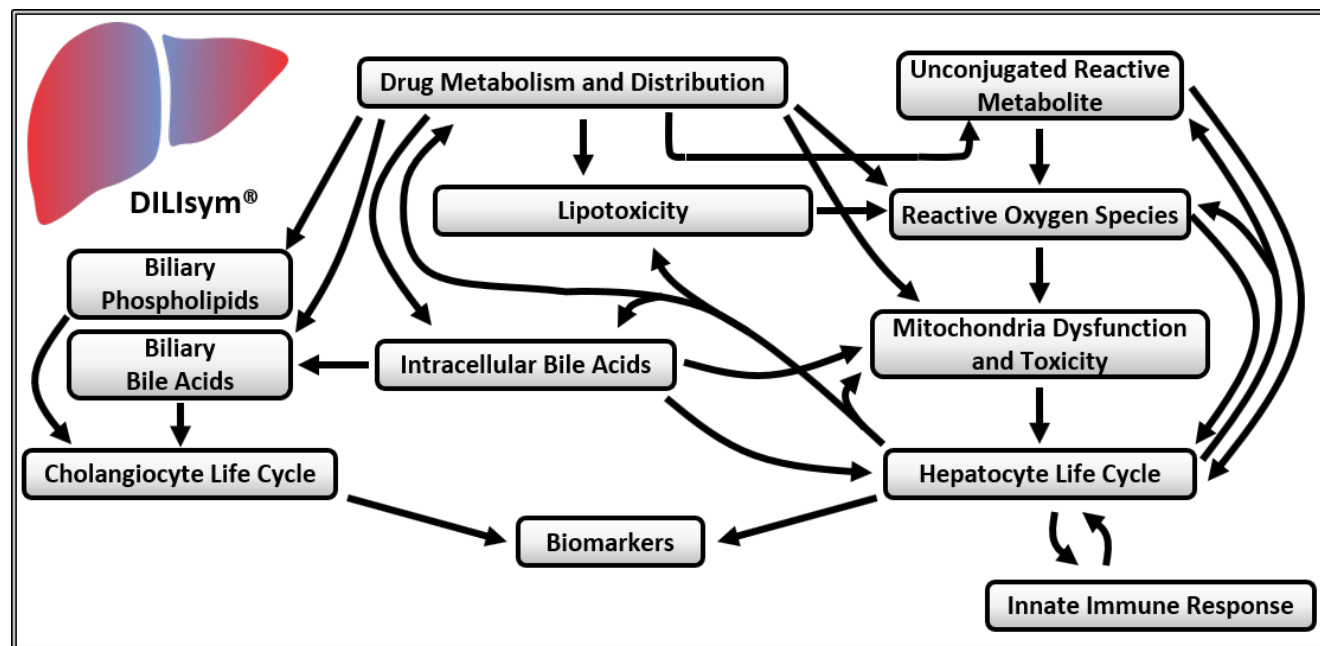 DILIsym®
Drug Metabolism and Distribution
Unconjugated Reactive
Metabolite
Lipotoxicity
Reactive Oxygen Species
Biliary
Phospholipids
Biliary
Bile Acids
Intracellular Bile Acids
Mitochondria Dysfunction
and Toxicity
Cholangiocyte Life Cycle
Hepatocyte Life Cycle
Biomarkers
Innate Immune Response